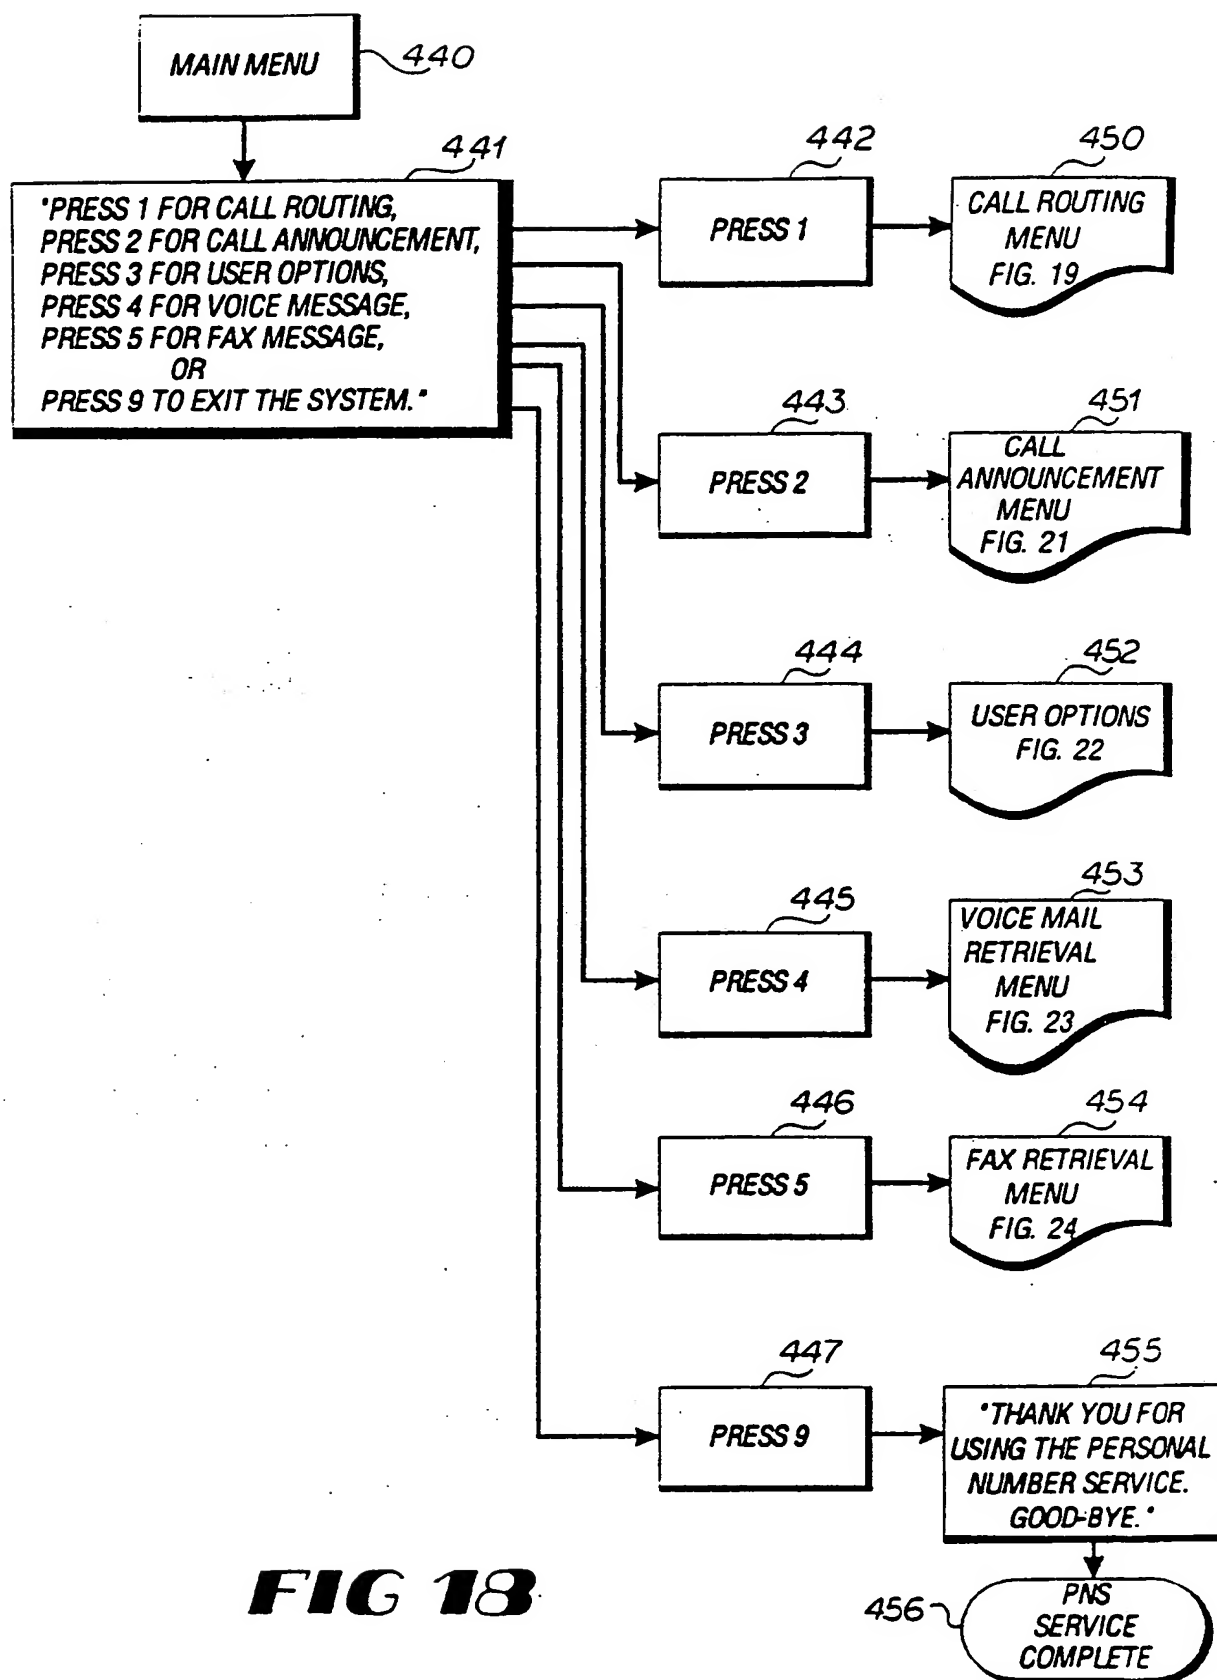 MAIN MENU
440
441
"PRESS 1 FOR CALL ROUTING,
PRESS 2 FOR CALL ANNOUNCEMENT,
PRESS 3 FOR USER OPTIONS,
PRESS 4 FOR VOICE MESSAGE,
PRESS 5 FOR FAX MESSAGE,
OR
PRESS 9 TO EXIT THE SYSTEM."
442
PRESS 1
450
CALL ROUTING
MENU
FIG. 19
443
PRESS 2
451
CALL
ANNOUNCEMENT
MENU
FIG. 21
444
PRESS 3
452
USER OPTIONS
FIG. 22
445
PRESS 4
453
VOICE MAIL
RETRIEVAL
MENU
FIG. 23
446
PRESS 5
454
FAX RETRIEVAL
MENU
FIG. 24
447
PRESS 9
455
"THANK YOU FOR
USING THE PERSONAL
NUMBER SERVICE.
GOOD-BYE."
456
PNS
SERVICE
COMPLETE
FIG 18